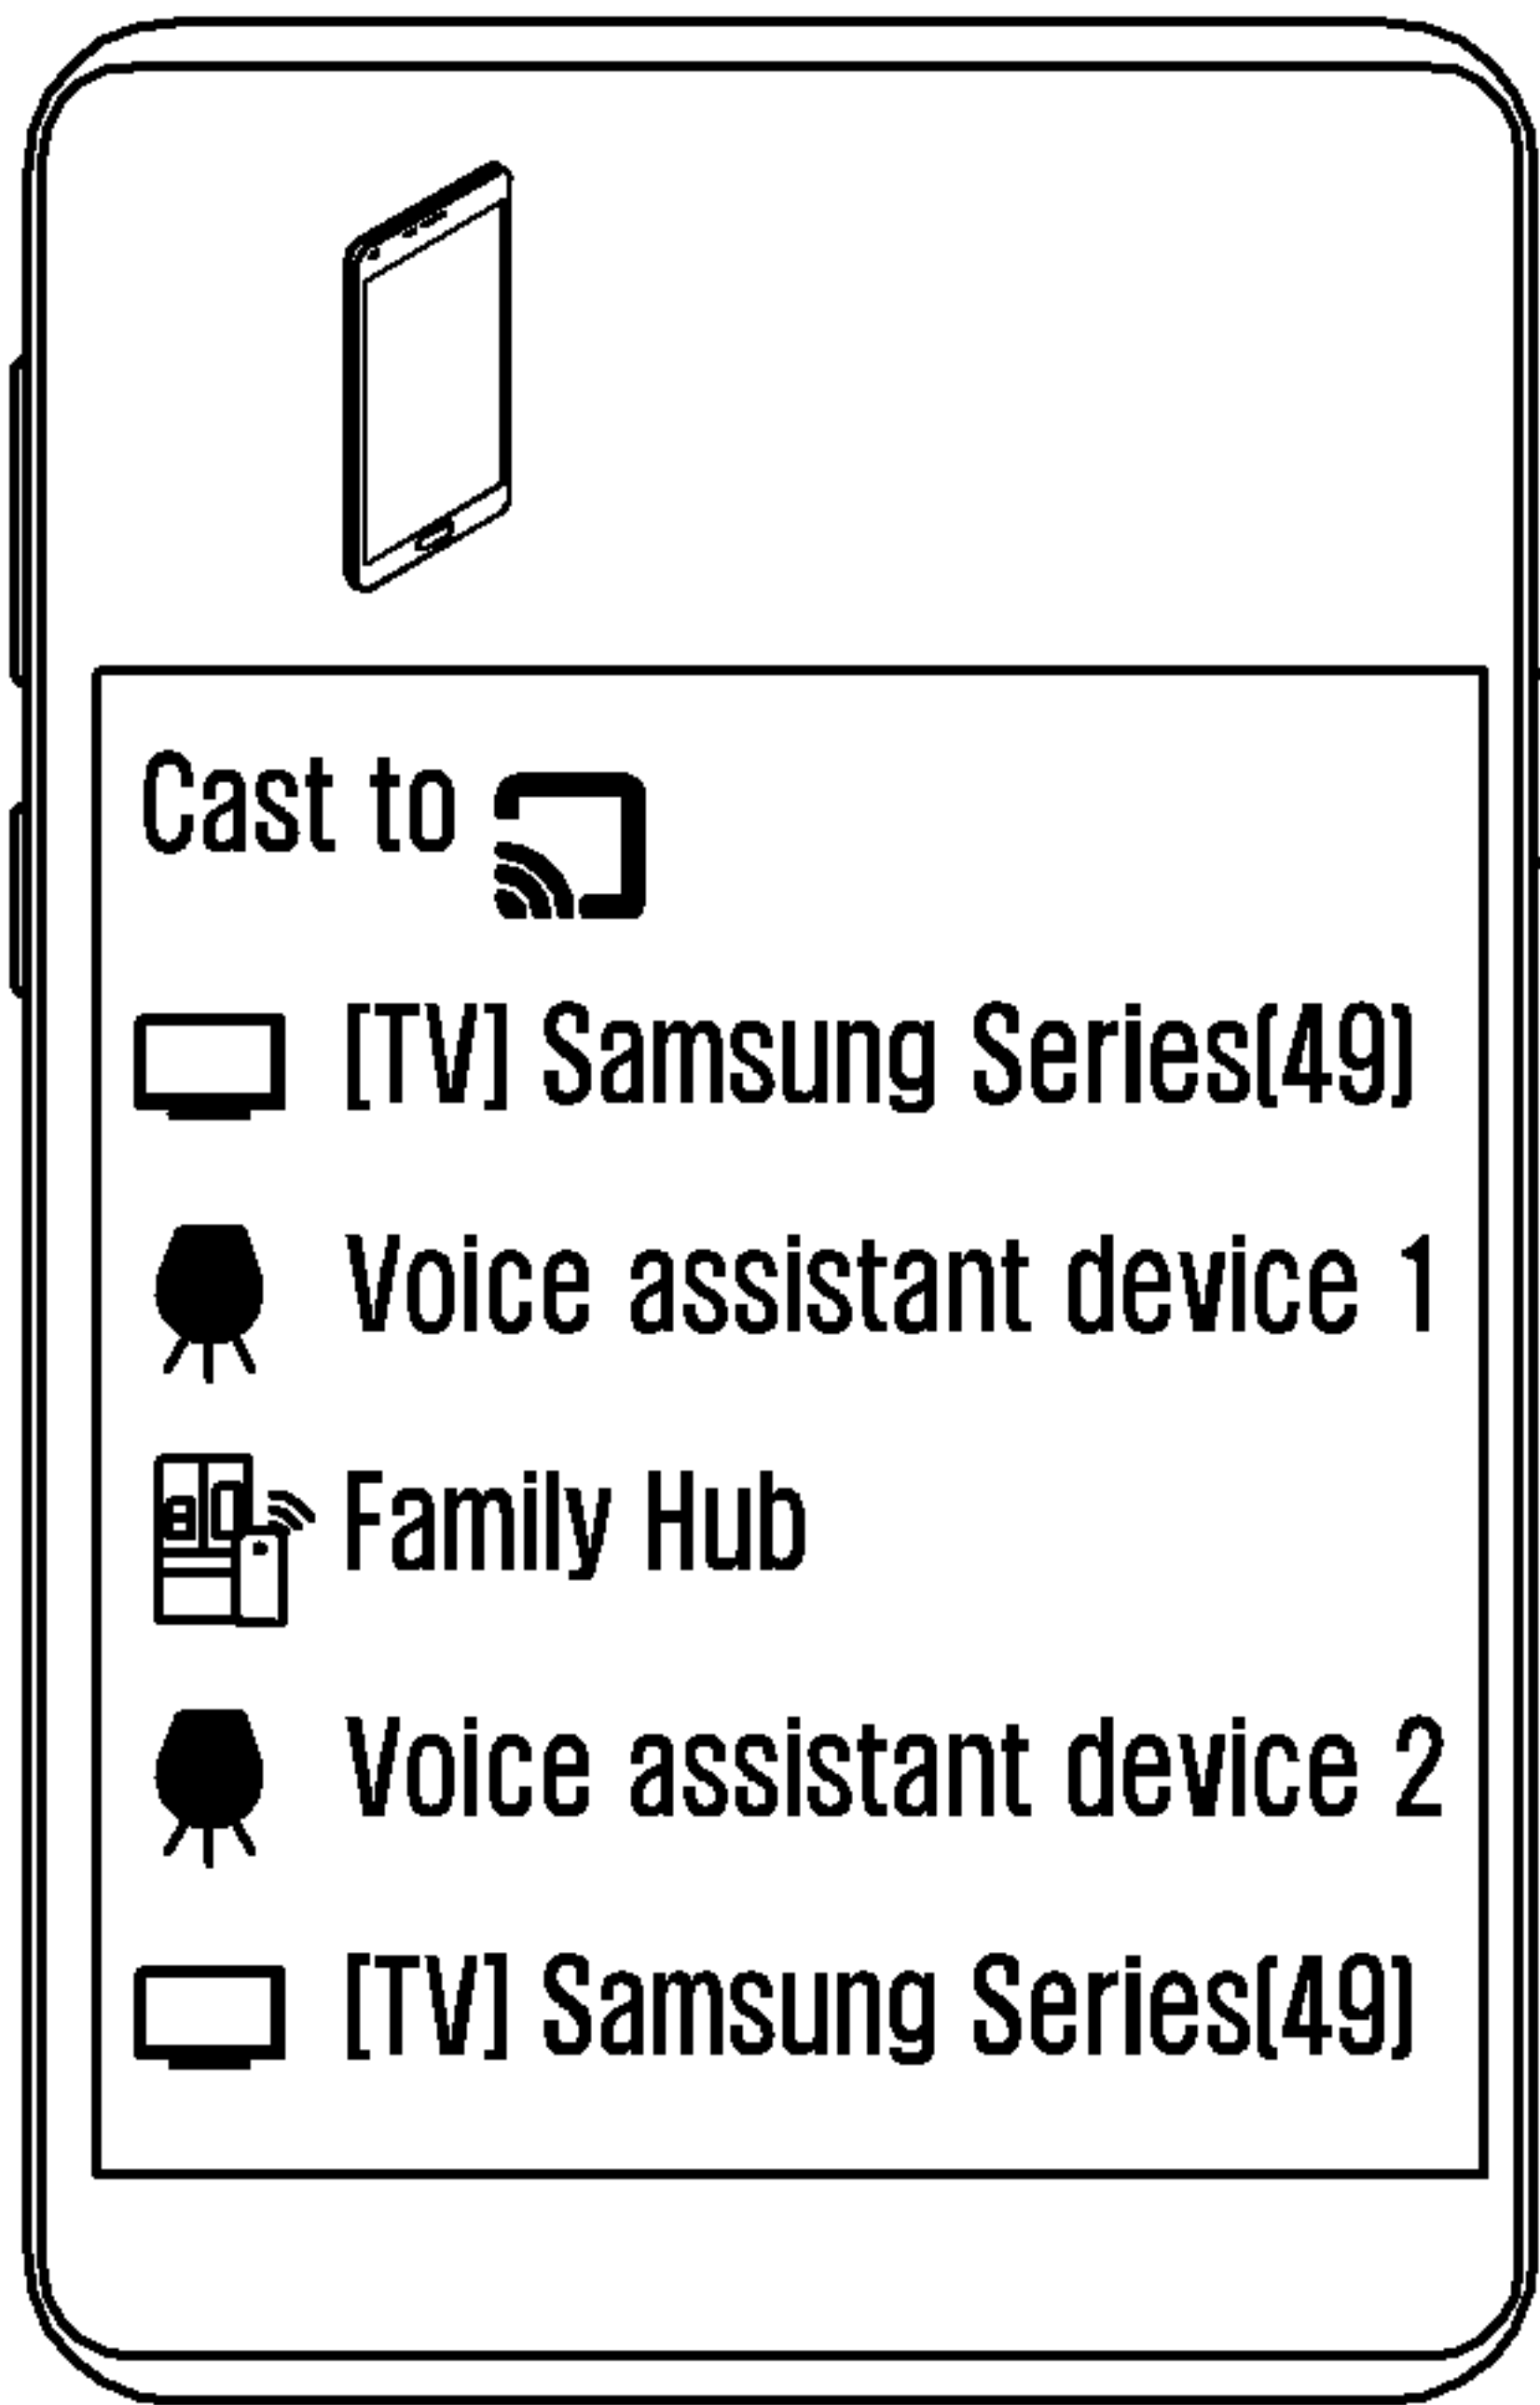 Cast to
[TV] Samsung Series(49)
Voice assistant device 1
Family Hub
Voice assistant device 2
[TV] Samsung Series(49)